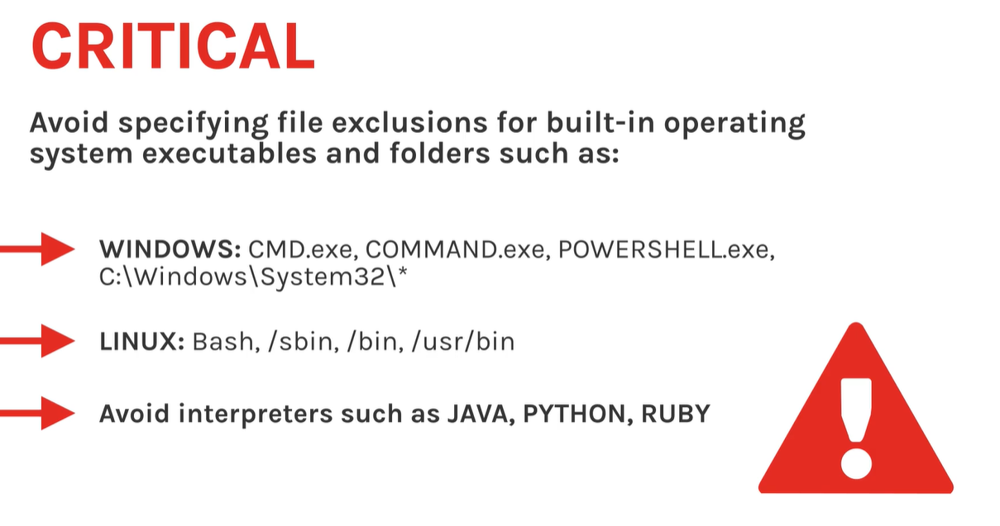 CRITICAL
Avoid specifying file exclusions for built-in operating
system executables and folders such as:
WINDOWS: CMD.exe, COMMAND.exe, POWERSHELL.exe,
C:\Windows\System32\*
LINUX: Bash, /sbin, /bin, /usr/bin
Avoid interpreters such as JAVA, PYTHON, RUBY